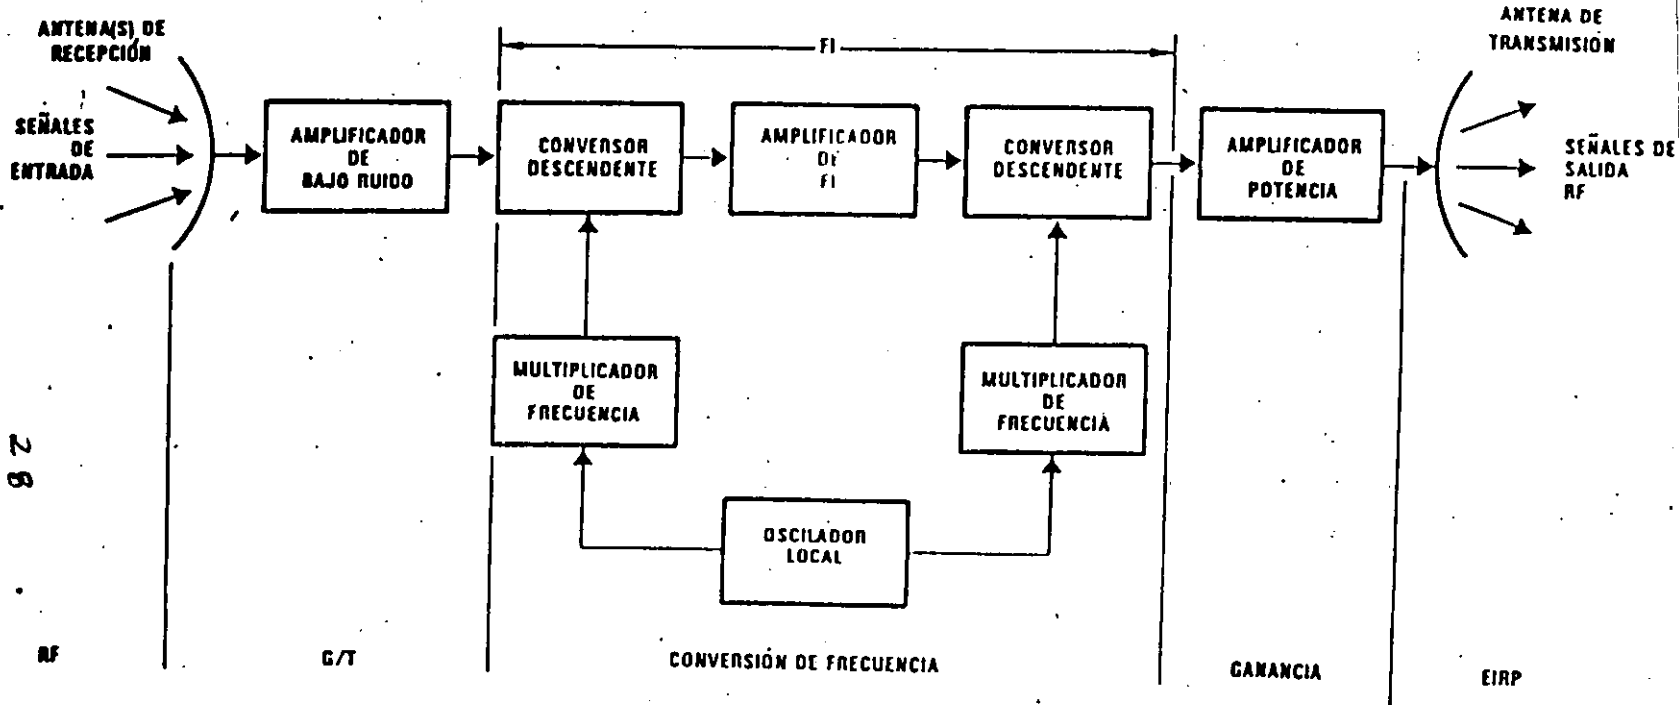 ANTENA(S) DE
RECEPCIÓN
SEÑALES
DE
ENTRADA
AMPLIFICADOR
DE
BAJO RUIDO
FI
CONVERSOR
DESCENDENTE
AMPLIFICADOR
DE
FI
CONVERSOR
DESCENDENTE
AMPLIFICADOR
DE
POTENCIA
ANTENA DE
TRANSMISIÓN
SEÑALES DE
SALIDA
RF
MULTIPLICADOR
DE
FRECUENCIA
MULTIPLICADOR
DE
FRECUENCIA
OSCILADOR
LOCAL
28
RF
G/T
CONVERSIÓN DE FRECUENCIA
GANANCIA
EIRP